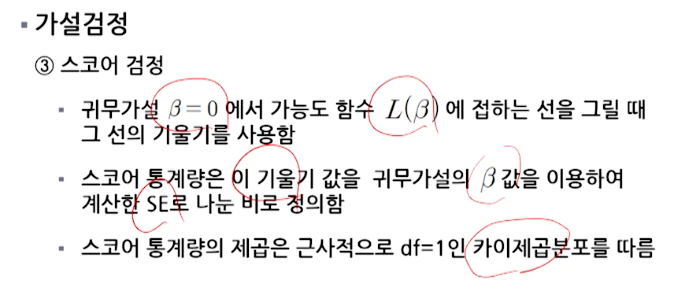 ▪ 가설검정
③ 스코어 검정
▪ 귀무가설 β=0 에서 가능도 함수 L(β) 에 접하는 선을 그릴 때
그 선의 기울기를 사용함
▪ 스코어 통계량은 이 기울기 값을 귀무가설의 β 값을 이용하여
계산한 SE로 나눈 비로 정의함
▪ 스코어 통계량의 제곱은 근사적으로 df=1인 카이제곱분포를 따름